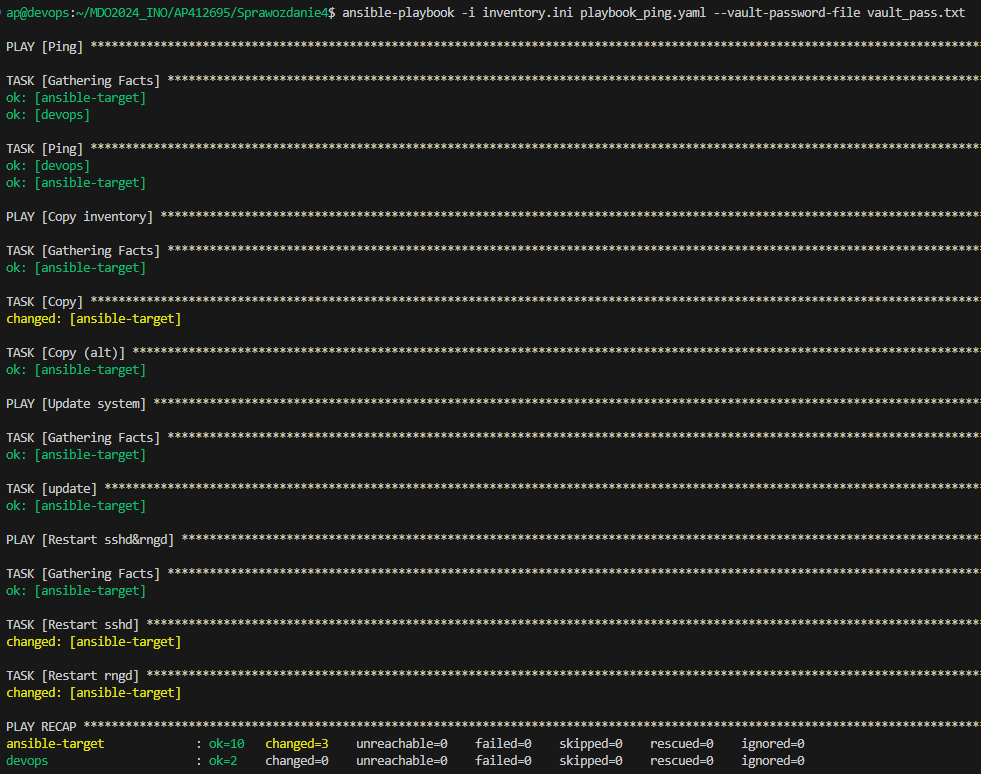 ap@devops:~/MDO2024_INO/AP412695/Sprawozdanie4$ ansible-playbook -i inventory.ini playbook_ping.yaml --vault-password-file vault_pass.txt
PLAY [Ping] *******************************************************************************************************************************
TASK [Gathering Facts] ********************************************************************************************************************
ok: [ansible-target]
ok: [devops]
TASK [Ping] *******************************************************************************************************************************
ok: [devops]
ok: [ansible-target]
PLAY [Copy inventory] *********************************************************************************************************************
TASK [Gathering Facts] ********************************************************************************************************************
ok: [ansible-target]
TASK [Copy] *******************************************************************************************************************************
changed: [ansible-target]
TASK [Copy (alt)] *************************************************************************************************************************
ok: [ansible-target]
PLAY [Update system] **********************************************************************************************************************
TASK [Gathering Facts] ********************************************************************************************************************
ok: [ansible-target]
TASK [update] *****************************************************************************************************************************
ok: [ansible-target]
PLAY [Restart sshd&rngd] ******************************************************************************************************************
TASK [Gathering Facts] ********************************************************************************************************************
ok: [ansible-target]
TASK [Restart sshd] ***********************************************************************************************************************
changed: [ansible-target]
TASK [Restart rngd] ***********************************************************************************************************************
changed: [ansible-target]
PLAY RECAP ********************************************************************************************************************************
ansible-target             : ok=10   changed=3    unreachable=0    failed=0    skipped=0    rescued=0    ignored=0
devops                     : ok=2    changed=0    unreachable=0    failed=0    skipped=0    rescued=0    ignored=0